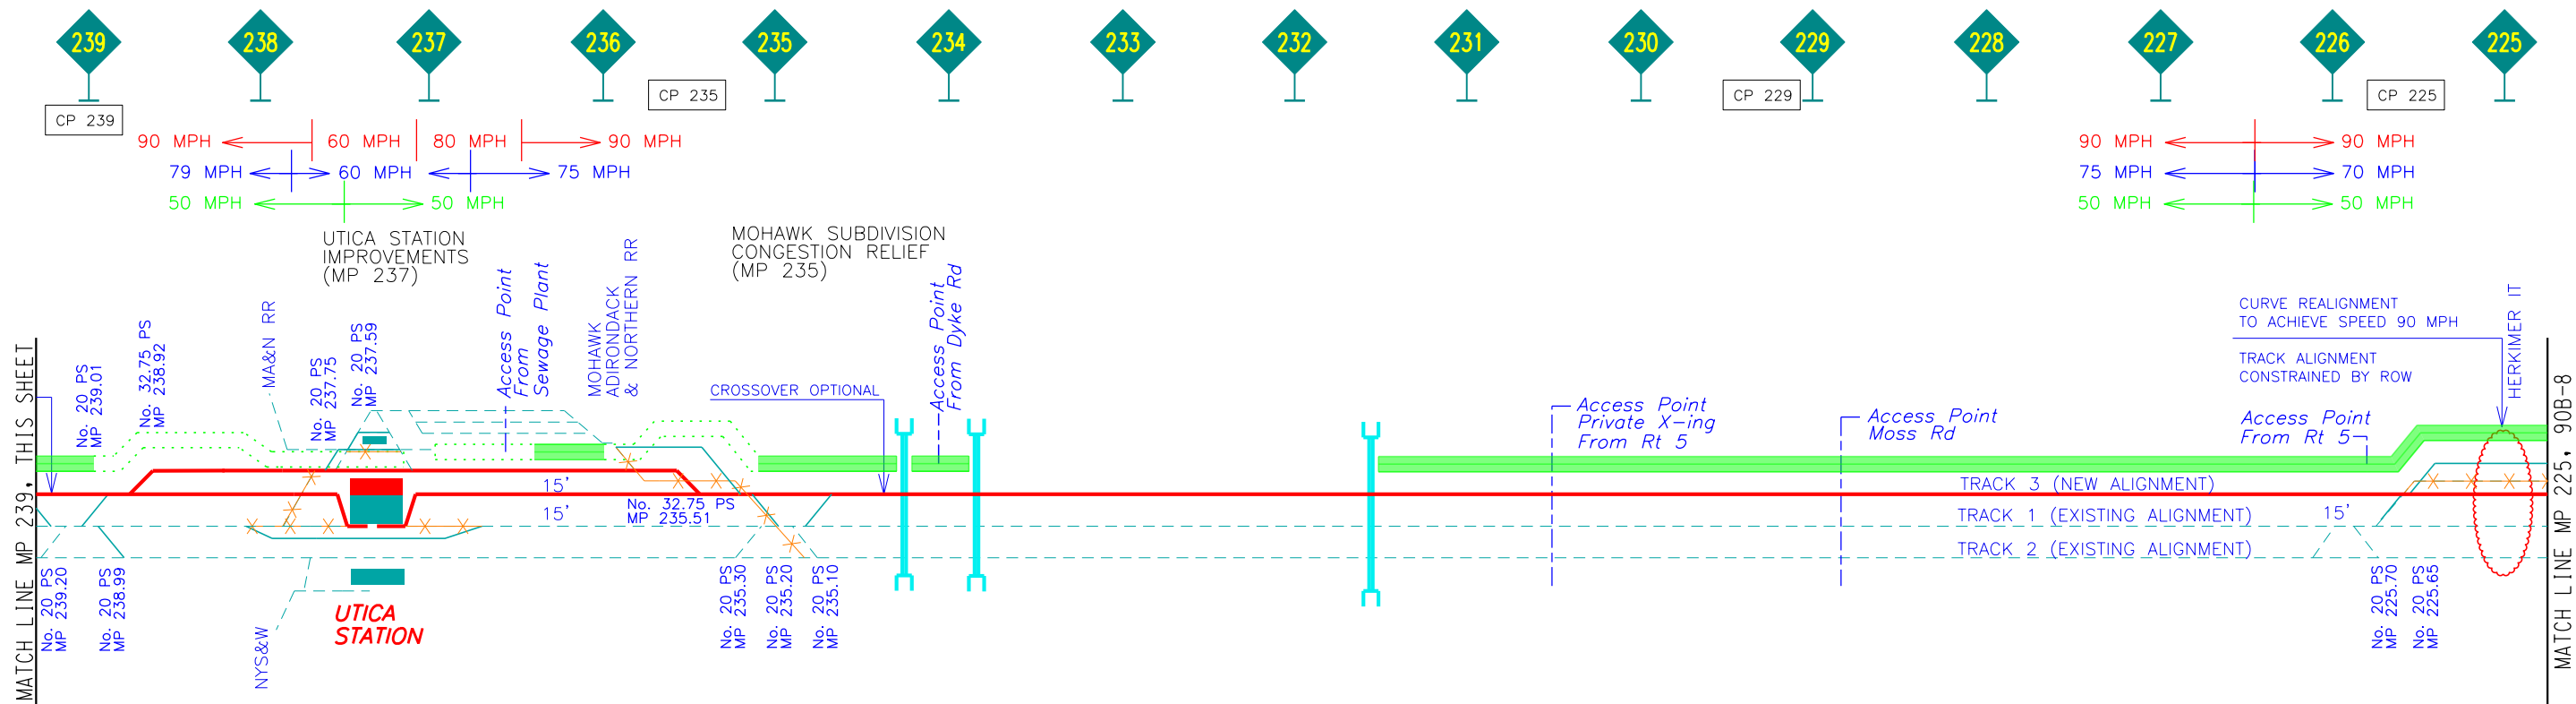 239
238
237
236
235
234
233
232
231
230
229
228
227
226
225
CP 239
CP 235
CP 229
CP 225
90 MPH
60 MPH
80 MPH
90 MPH
79 MPH
60 MPH
75 MPH
50 MPH
50 MPH
90 MPH
90 MPH
75 MPH
70 MPH
50 MPH
50 MPH
UTICA STATION
IMPROVEMENTS
(MP 237)
MOHAWK SUBDIVISION
CONGESTION RELIEF
(MP 235)
MATCH LINE MP 239, THIS SHEET
No. 20 PS
MP 239.01
No. 32.75 PS
MP 238.92
MA&N RR
No. 20 PS
MP 237.75
No. 20 PS
MP 237.59
Access Point
From
Sewage Plant
MOHAWK
ADIRONDACK
& NORTHERN RR
CROSSOVER OPTIONAL
Access Point
From Dyke Rd
Access Point
Private X-ing
From Rt 5
Access Point
Moss Rd
Access Point
From Rt 5
CURVE REALIGNMENT
TO ACHIEVE SPEED 90 MPH
TRACK ALIGNMENT
CONSTRAINED BY ROW
HERKIMER IT
15'
15'
No. 32.75 PS
MP 235.51
TRACK 3 (NEW ALIGNMENT)
TRACK 1 (EXISTING ALIGNMENT)
15'
TRACK 2 (EXISTING ALIGNMENT)
No. 20 PS
MP 239.20
No. 20 PS
MP 238.99
NYS&W
UTICA
STATION
No. 20 PS
MP 235.30
No. 20 PS
MP 235.20
No. 20 PS
MP 235.10
No. 20 PS
MP 225.70
No. 20 PS
MP 225.65
MATCH LINE MP 225, 90B-8